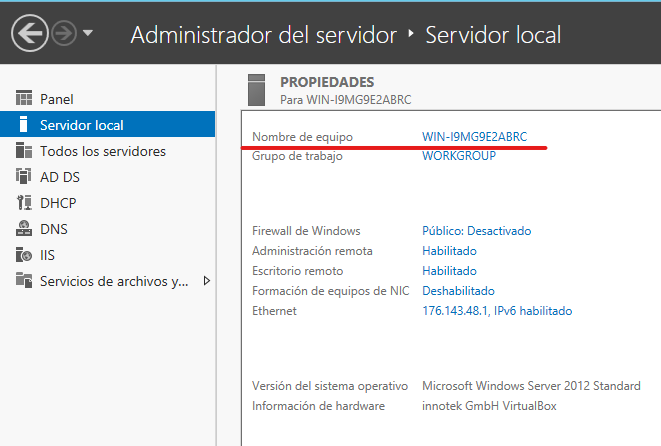 Administrador del servidor ‣ Servidor local
Panel
Servidor local
Todos los servidores
AD DS
DHCP
DNS
IIS
Servicios de archivos y...
PROPIEDADES
Para WIN-I9MG9E2ABRC
Nombre de equipo WIN-I9MG9E2ABRC
Grupo de trabajo WORKGROUP
Firewall de Windows Público: Desactivado
Administración remota Habilitado
Escritorio remoto Habilitado
Formación de equipos de NIC Deshabilitado
Ethernet 176.143.48.1, IPv6 habilitado
Versión del sistema operativo Microsoft Windows Server 2012 Standard
Información de hardware innotek GmbH VirtualBox